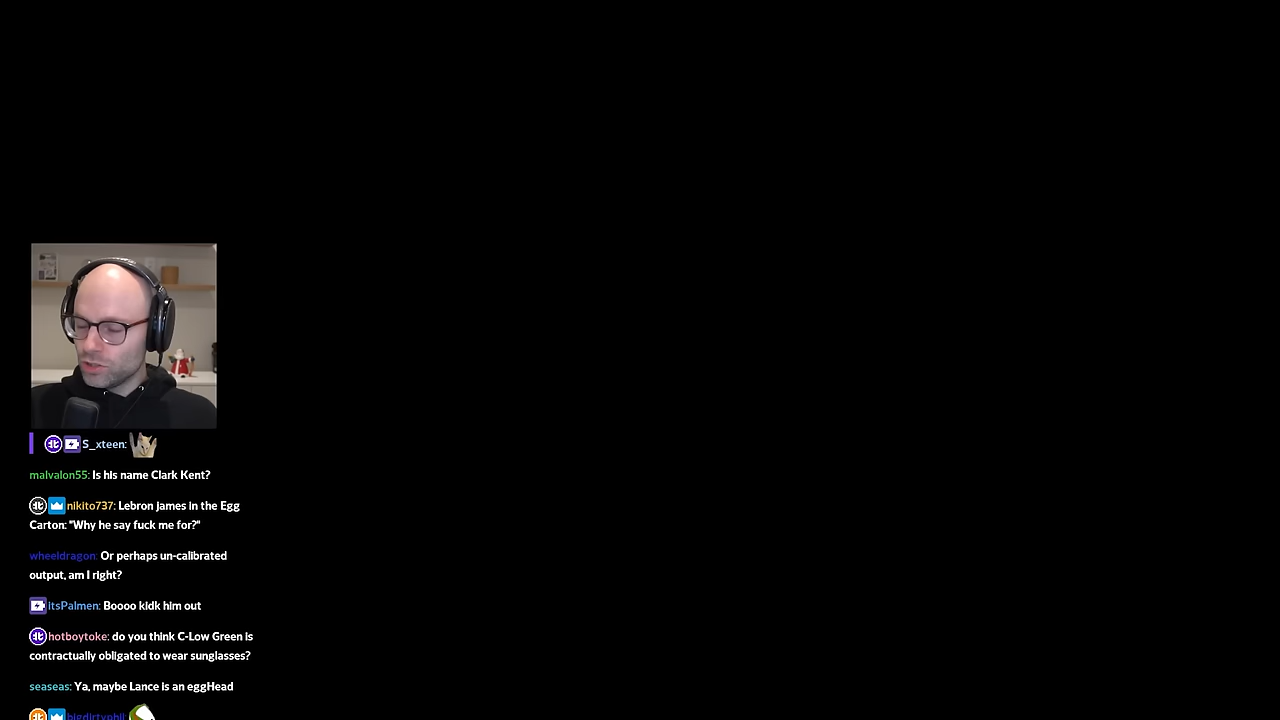 S_xteen:
malvalon55: Is his name Clark Kent?
nikito737: Lebron James in the Egg
Carton: "Why he say fuck me for?"
wheeldragon: Or perhaps un-calibrated
output, am I right?
ItsPalmen: Boooo kidk him out
hotboytoke: do you think C-Low Green is
contractually obligated to wear sunglasses?
seaseas: Ya, maybe Lance is an eggHead
bigdirtyphil: